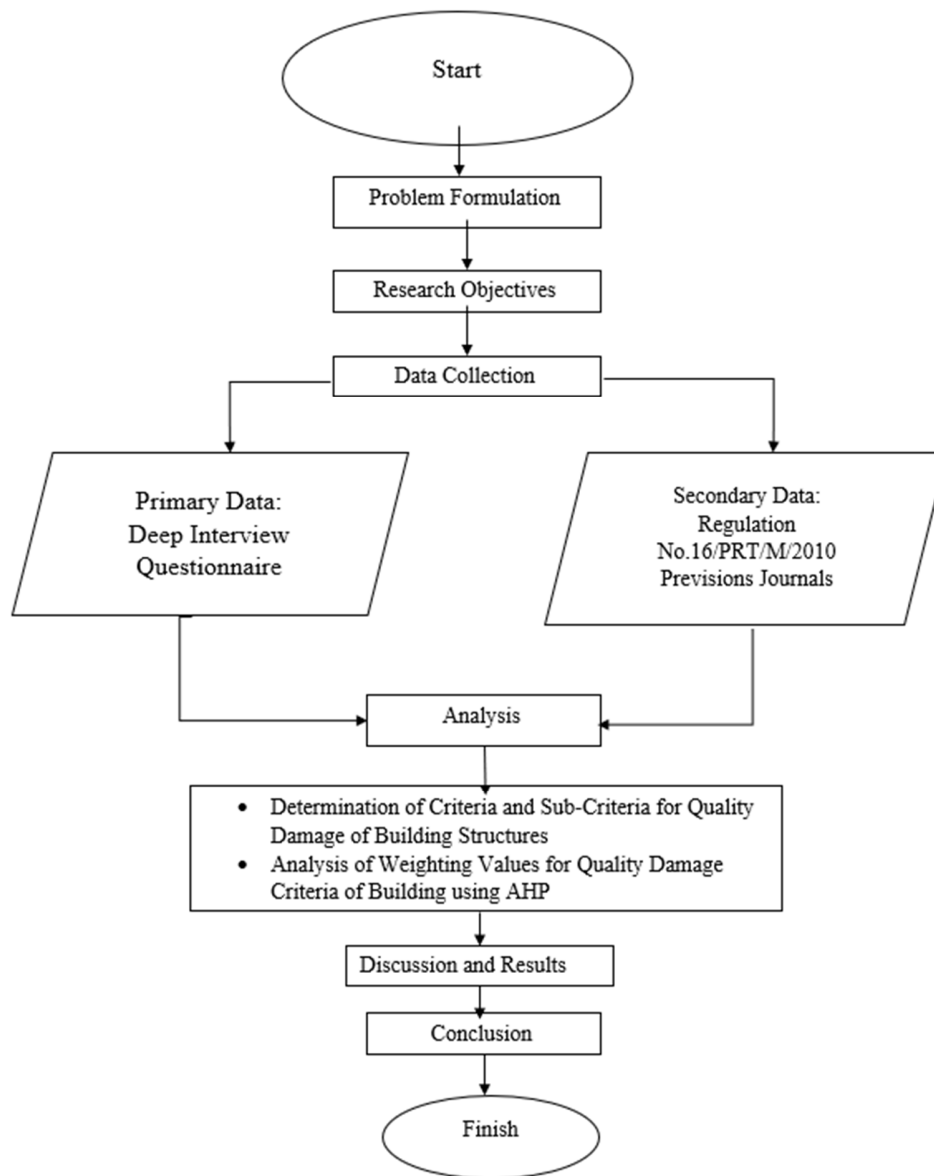 Start
Problem Formulation
Research Objectives
Data Collection
Primary Data:
Deep Interview
Questionnaire
Secondary Data:
Regulation
No.16/PRT/M/2010
Previsions Journals
Analysis
• Determination of Criteria and Sub-Criteria for Quality
Damage of Building Structures
• Analysis of Weighting Values for Quality Damage
Criteria of Building using AHP
Discussion and Results
Conclusion
Finish